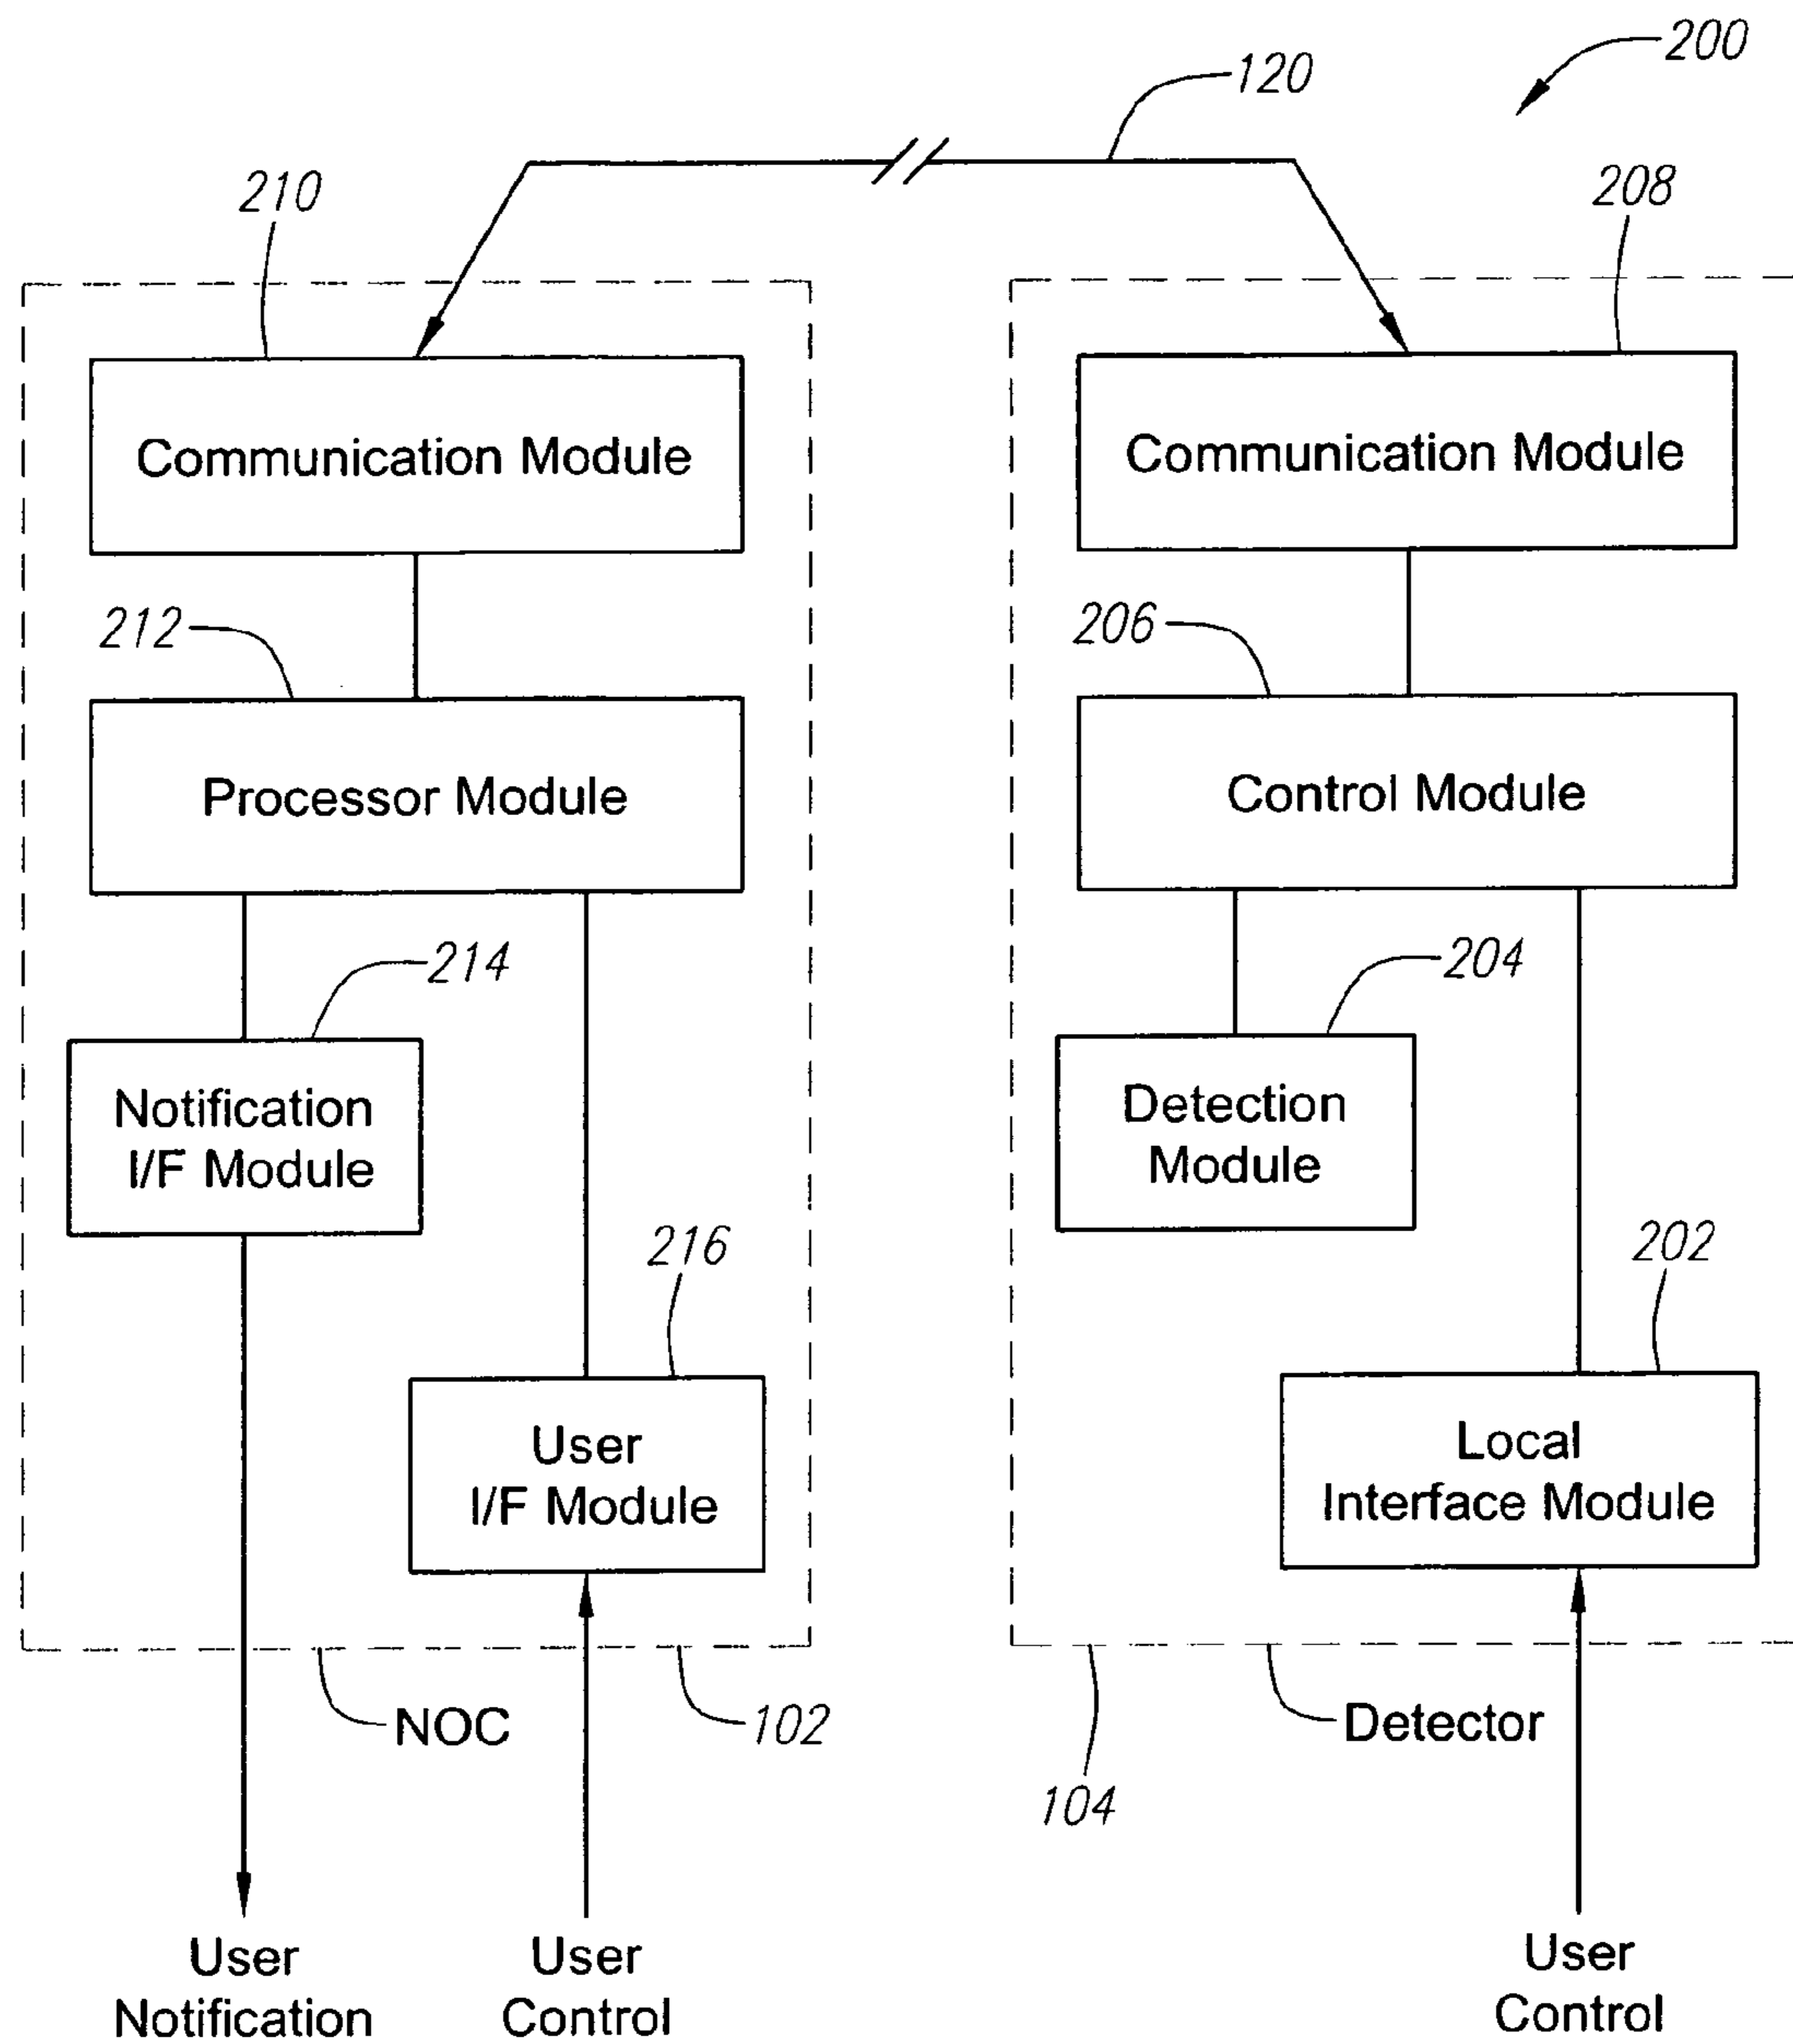 200
120
210
208
Communication Module
Communication Module
212
206
Processor Module
Control Module
214
204
Notification
I/F Module
Detection
Module
216
202
User
I/F Module
Local
Interface Module
NOC
102
Detector
104
User
Notification
User
Control
User
Control